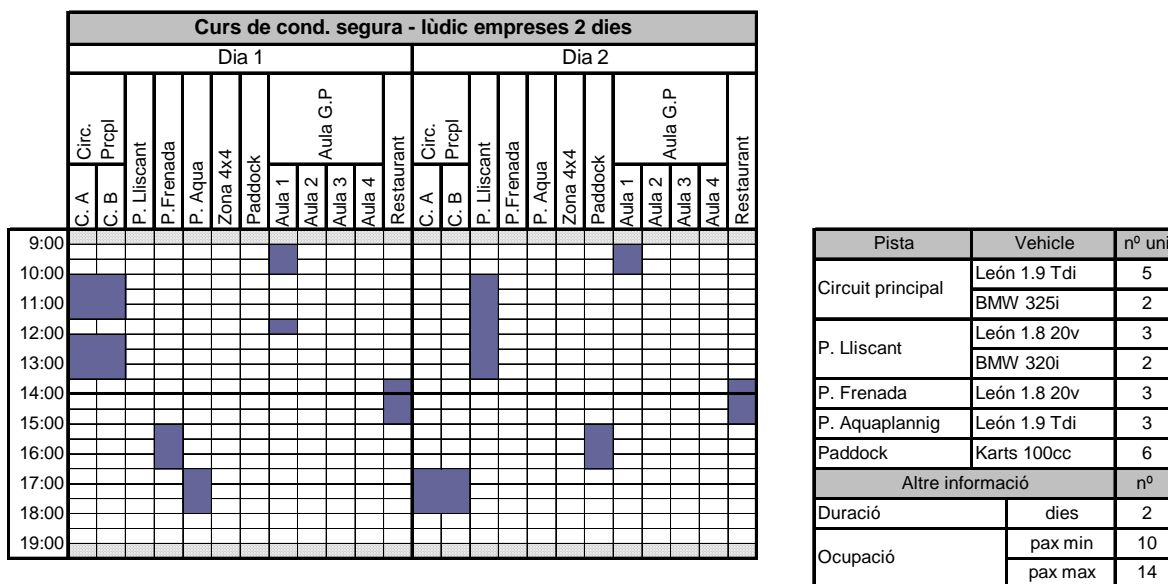 Curs de cond. segura - lùdic empreses 2 dies
Dia 1
Dia 2
Circ. Prcpl
C. A
C. B
P. Lliscant
P.Frenada
P. Aqua
Zona 4x4
Paddock
Aula G.P
Aula 1
Aula 2
Aula 3
Aula 4
Restaurant
Circ. Prcpl
C. A
C. B
P. Lliscant
P.Frenada
P. Aqua
Zona 4x4
Paddock
Aula G.P
Aula 1
Aula 2
Aula 3
Aula 4
Restaurant
9:00
10:00
11:00
12:00
13:00
14:00
15:00
16:00
17:00
18:00
19:00
Pista Vehicle nº uni
Circuit principal León 1.9 Tdi 5
BMW 325i 2
P. Lliscant León 1.8 20v 3
BMW 320i 2
P. Frenada León 1.8 20v 3
P. Aquaplannig León 1.9 Tdi 3
Paddock Karts 100cc 6
Altre informació nº
Duració dies 2
Ocupació pax min 10
pax max 14